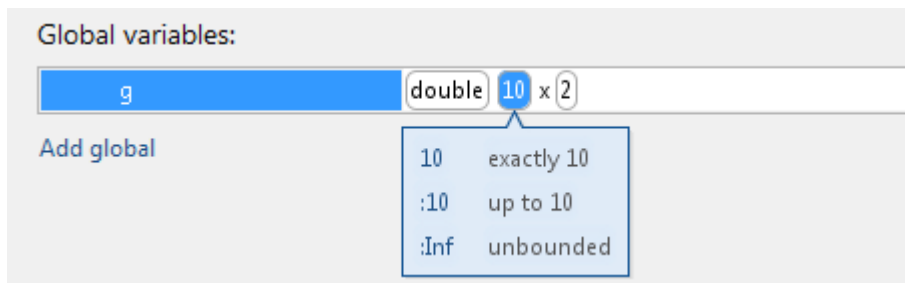 Global variables:
g double 10 x 2
Add global
10 exactly 10
:10 up to 10
:Inf unbounded